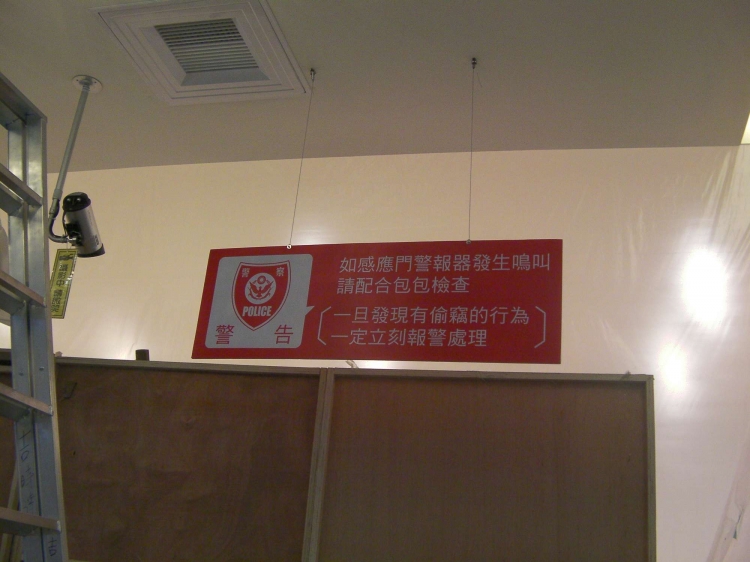 警察
POLICE
警告
如感應門警報器發生鳴叫
請配合包包檢查
一旦發現有偷竊的行為
一定立刻報警處理